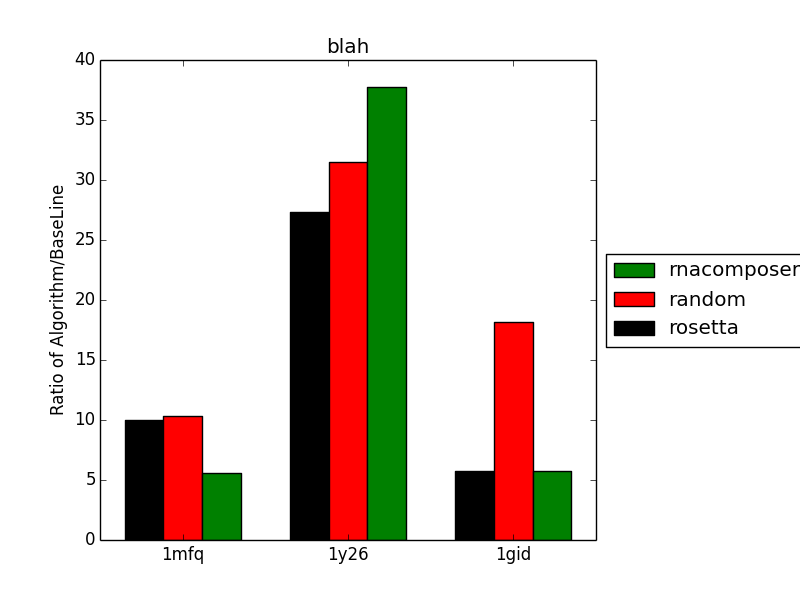 blah
40
35
30
25
20
15
10
5
0
Ratio of Algorithm/BaseLine
1mfq 1y26 1gid
rnacomposer
random
rosetta